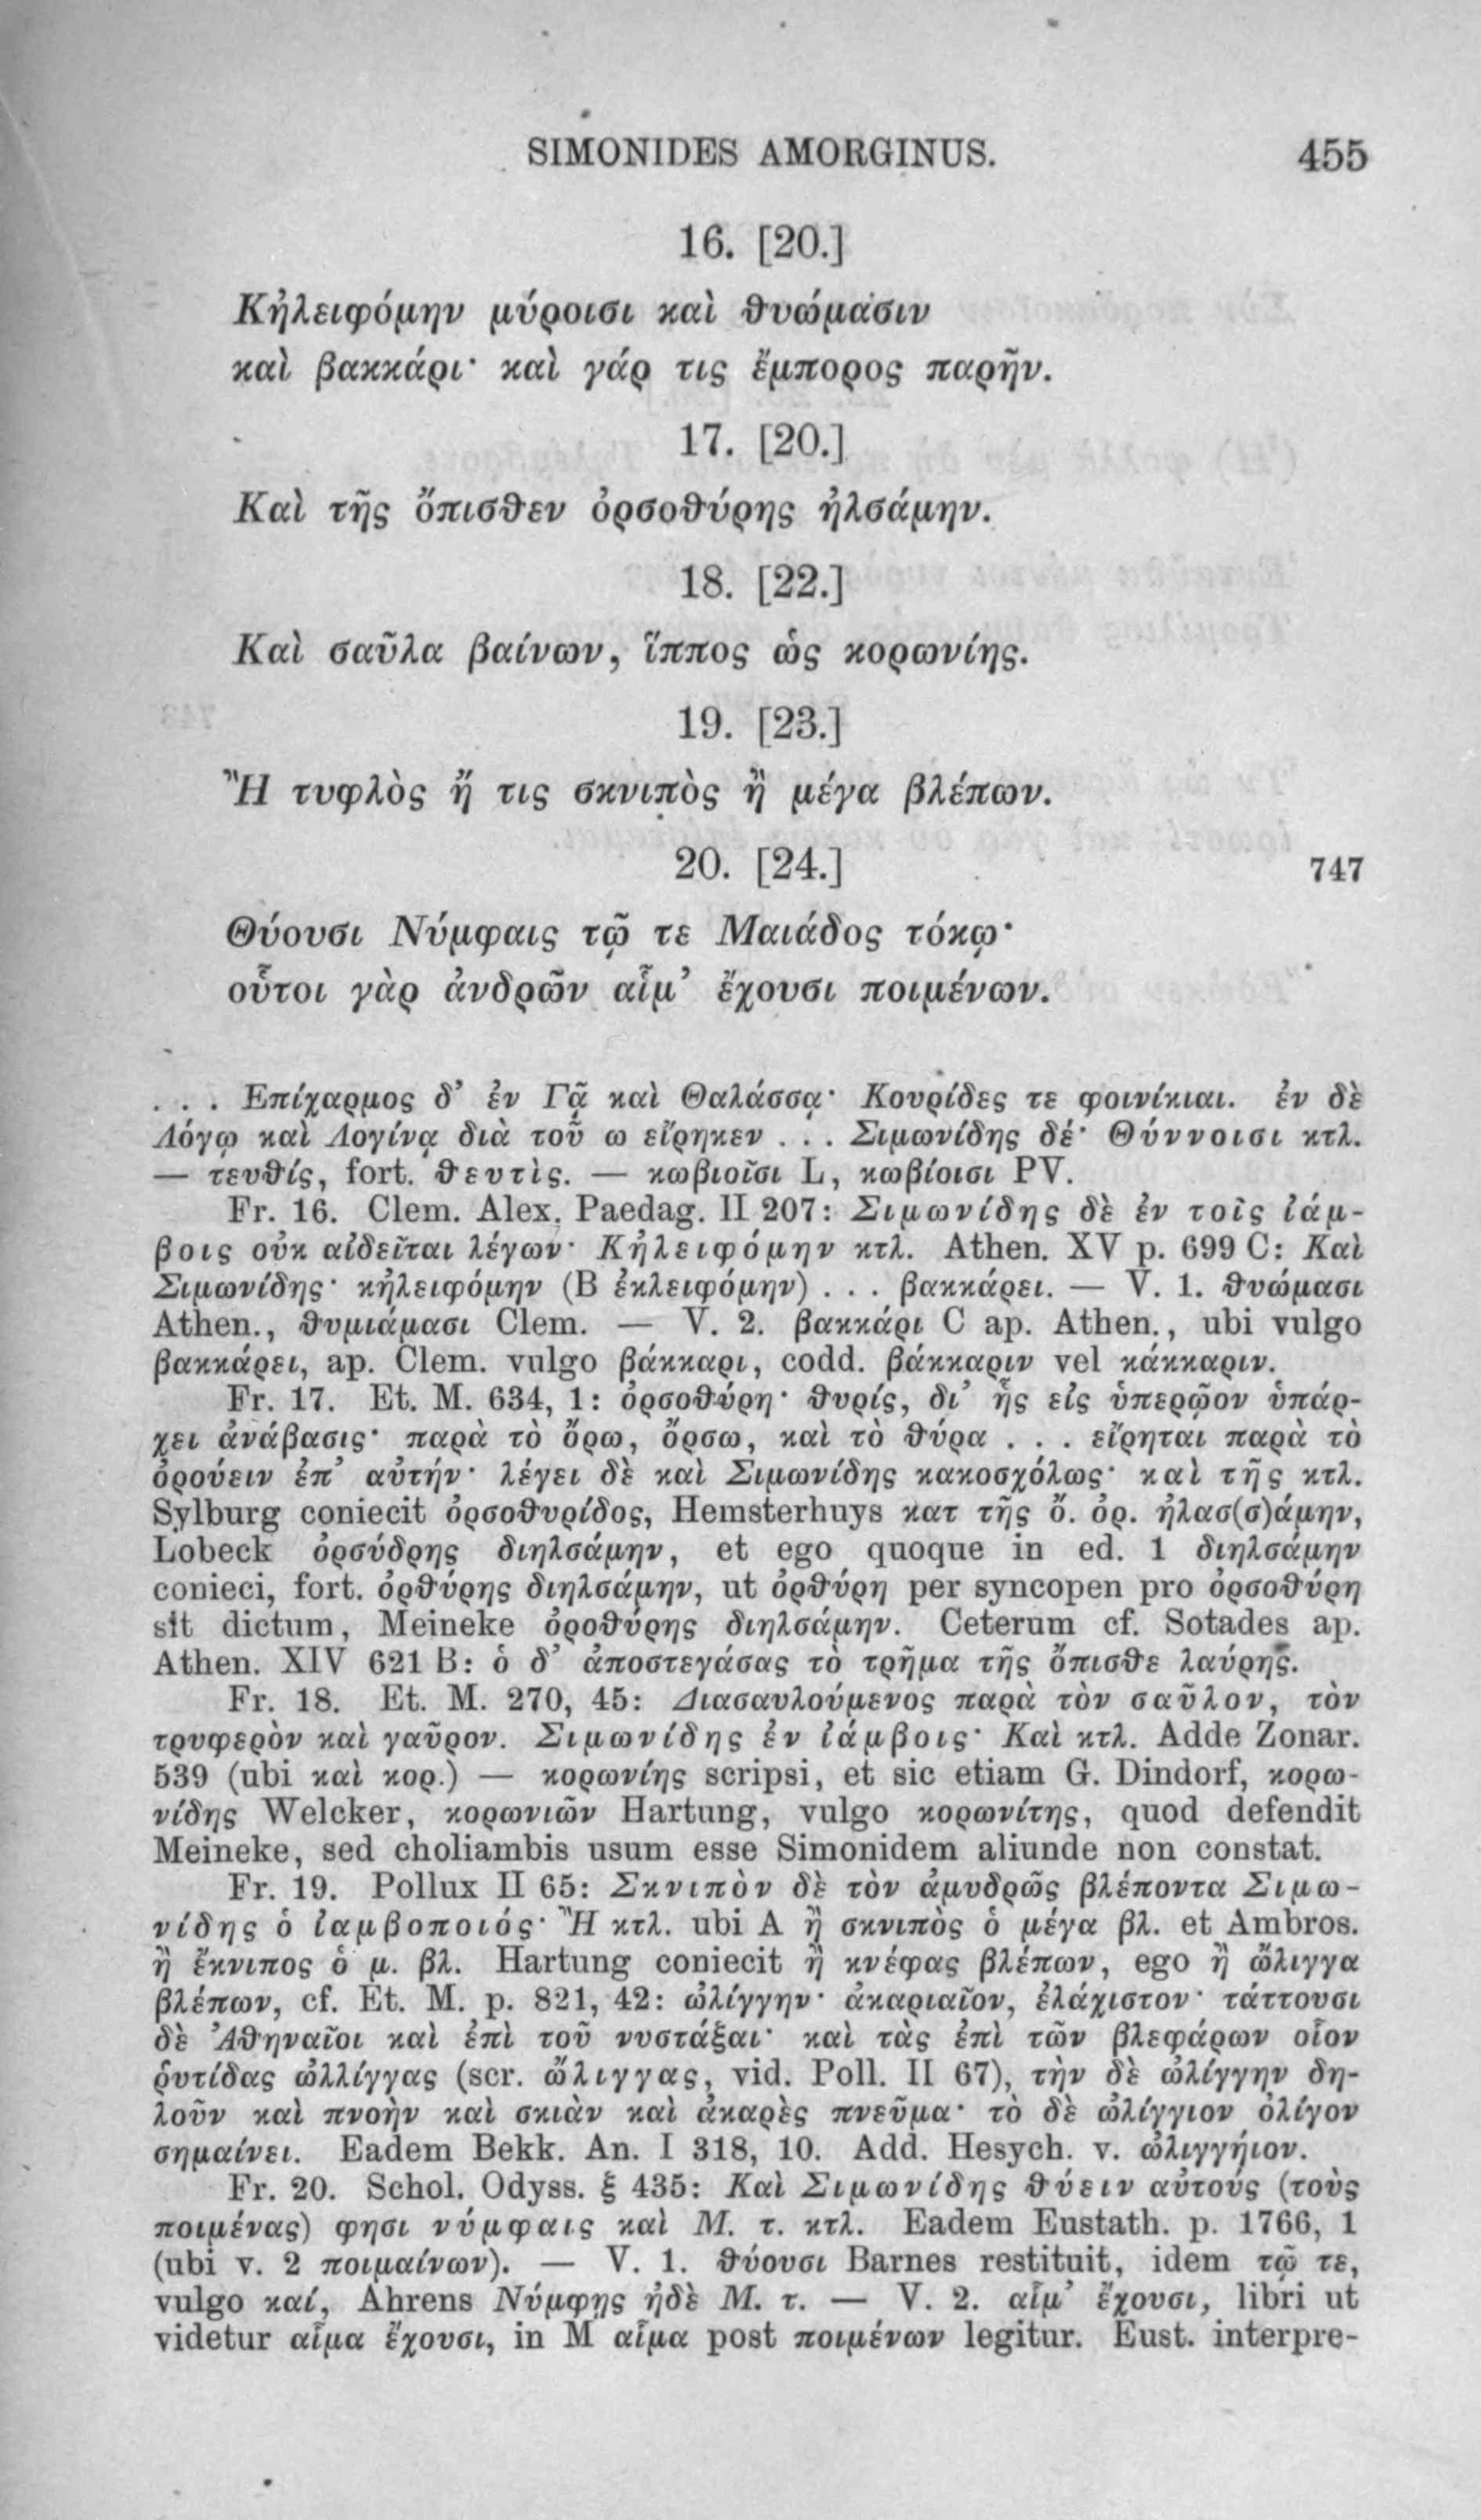 SIMONIDES AMORGINUS. 455
16. [20.]
Κἠλειφόμην μύροισι καὶ θυώμασιν
καὶ βακκάρι· καὶ γάρ τις ἔμπορος παρῆν.
17. [20.]
Καὶ τῆς ὄπισθεν ὀρσοθύρης ἠλσάμην.
18. [22.]
Καὶ σαῦλα βαίνων, ἵππος ὡς κορωνίης.
19. [23.]
Ἢ τυφλὸς ἤ τις σκνιπὸς ἢ μέγα βλέπων.
20. [24.] 747
Θύουσι Νύμφαις τῷ τε Μαιάδος τόκῳ·
οὗτοι γὰρ ἀνδρῶν αἷμ’ ἔχουσι ποιμένων.
. . . Ἐπίχαρμος δ’ ἐν Γᾷ καὶ Θαλάσσᾳ· Κουρίδες τε φοινίκιαι. ἐν δὲ
Λόγῳ καὶ Λογίνᾳ διὰ τοῦ ω εἴρηκεν . . . Σιμωνίδης δέ· Θύννοισι κτλ.
— τευθίς, fort. θευτὶς. — κωβιοῖσι L, κωβίοισι PV.
Fr. 16. Clem. Alex. Paedag. II 207: Σιμωνίδης δὲ ἐν τοῖς ἰάμ-
βοις οὐκ αἰδεῖται λέγων· Κἠλειφόμην κτλ. Athen. XV p. 699 C: Καὶ
Σιμωνίδης· κἠλειφόμην (B ἐκλειφόμην) . . . βακκάρει. — V. 1. θυώμασι
Athen., θυμιάμασι Clem. — V. 2. βακκάρι C ap. Athen., ubi vulgo
βακκάρει, ap. Clem. vulgo βάκκαρι, codd. βάκκαριν vel κάκκαριν.
Fr. 17. Et. M. 634, 1: ὀρσοθύρη· θυρίς, δι’ ἧς εἰς ὑπερῷον ὑπάρ-
χει ἀνάβασις· παρὰ τὸ ὄρω, ὄρσω, καὶ τὸ θύρα . . . εἴρηται παρὰ τὸ
ὀρούειν ἐπ’ αὐτήν· λέγει δὲ καὶ Σιμωνίδης κακοσχόλως· καὶ τῆς κτλ.
Sylburg coniecit ὀρσοθυρίδος, Hemsterhuys κατ τῆς ὄ. ὀρ. ἠλασ(σ)άμην,
Lobeck ὀρσύδρης διηλσάμην, et ego quoque in ed. 1 διηλσάμην
conieci, fort. ὀρθύρης διηλσάμην, ut ὀρθύρη per syncopen pro ὀρσοθύρη
sit dictum, Meineke ὀροθύρης διηλσάμην. Ceterum cf. Sotades ap.
Athen. XIV 621 B: ὁ δ’ ἀποστεγάσας τὸ τρῆμα τῆς ὄπισθε λαύρης.
Fr. 18. Et. M. 270, 45: Διασαυλούμενος παρὰ τὸν σαῦλον, τὸν
τρυφερὸν καὶ γαῦρον. Σιμωνίδης ἐν ἰάμβοις· Καὶ κτλ. Adde Zonar.
539 (ubi καὶ κορ.) — κορωνίης scripsi, et sic etiam G. Dindorf, κορω-
νίδης Welcker, κορωνιῶν Hartung, vulgo κορωνίτης, quod defendit
Meineke, sed choliambis usum esse Simonidem aliunde non constat.
Fr. 19. Pollux II 65: Σκνιπὸν δὲ τὸν ἀμυδρῶς βλέποντα Σιμω-
νίδης ὁ ἰαμβοποιός· Ἢ κτλ. ubi A ἢ σκνιπὸς ὁ μέγα βλ. et Ambros.
ἢ ἔκνιπος ὁ μ. βλ. Hartung coniecit ἢ κνέφας βλέπων, ego ἢ ὤλιγγα
βλέπων, cf. Et. M. p. 821, 42: ὠλίγγην· ἀκαριαῖον, ἐλάχιστον· τάττουσι
δὲ Ἀθηναῖοι καὶ ἐπὶ τοῦ νυστάξαι· καὶ τὰς ἐπὶ τῶν βλεφάρων οἷον
ῥυτίδας ὠλλίγγας (scr. ὤλιγγας, vid. Poll. II 67), τὴν δὲ ὠλίγγην δη-
λοῦν καὶ πνοὴν καὶ σκιὰν καὶ ἀκαρὲς πνεῦμα· τὸ δὲ ὠλίγγιον ὀλίγον
σημαίνει. Eadem Bekk. An. I 318, 10. Add. Hesych. v. ὠλιγγήιον.
Fr. 20. Schol. Odyss. ξ 435: Καὶ Σιμωνίδης θύειν αὐτούς (τοὺς
ποιμένας) φησι νύμφαις καὶ Μ. τ. κτλ. Eadem Eustath. p. 1766, 1
(ubi v. 2 ποιμαίνων). — V. 1. θύουσι Barnes restituit, idem τῷ τε,
vulgo καί, Ahrens Νύμφῃς ἠδὲ Μ. τ. — V. 2. αἷμ’ ἔχουσι, libri ut
videtur αἷμα ἔχουσι, in M αἷμα post ποιμένων legitur. Eust. interpre-